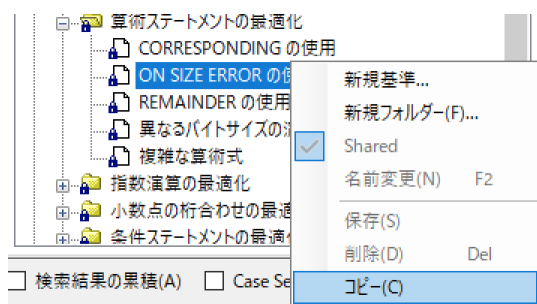 算術ステートメントの最適化
CORRESPONDING の使用
ON SIZE ERROR の
REMAINDER の使用
異なるバイトサイズの
複雑な算術式
指数演算の最適化
小数点の桁合わせの最適
条件ステートメントの最適
新規基準...
新規フォルダー(F)...
Shared
名前変更(N) F2
保存(S)
削除(D) Del
コピー(C)
検索結果の累積(A) Case Se